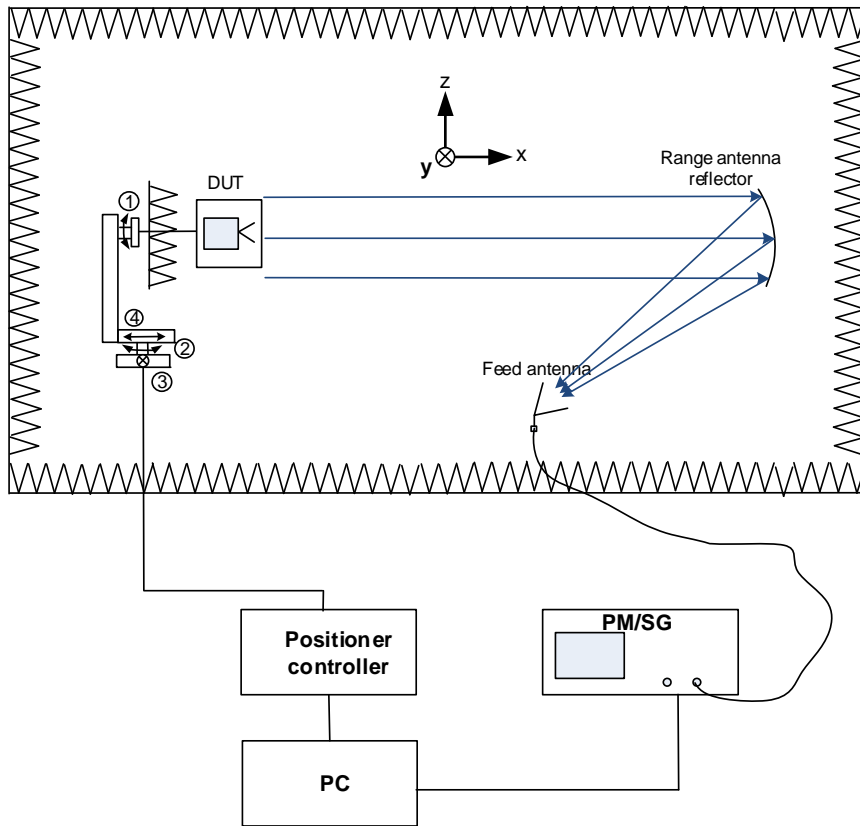 z
y
x
Range antenna
reflector
DUT
①
④
②
③
Feed antenna
Positioner
controller
PM/SG
PC